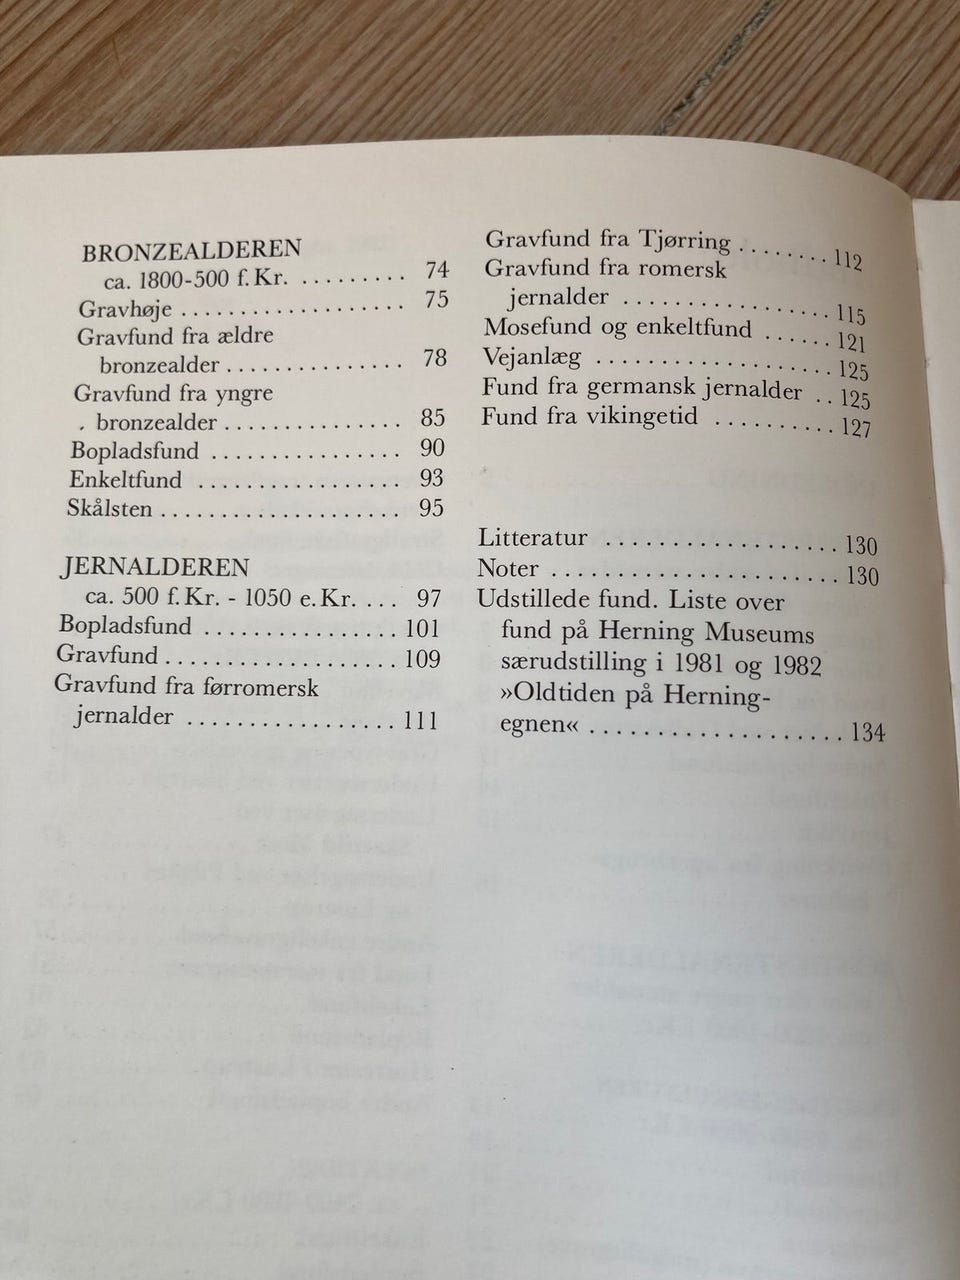 BRONZEALDEREN
ca. 1800-500 f.Kr. ......... 74
Gravhøje ................... 75
Gravfund fra ældre
bronzealder ............... 78
Gravfund fra yngre
bronzealder ............... 85
Bopladsfund ................ 90
Enkeltfund ................. 93
Skålsten ..................... 95
JERNALDEREN
ca. 500 f.Kr. - 1050 e.Kr. .... 97
Bopladsfund ................ 101
Gravfund .................... 109
Gravfund fra førromersk
jernalder .................. 111
Gravfund fra Tjørring ........ 112
Gravfund fra romersk
jernalder .................. 115
Mosefund og enkeltfund ...... 121
Vejanlæg .................... 125
Fund fra germansk jernalder .. 125
Fund fra vikingetid .......... 127
Litteratur .................... 130
Noter ........................ 130
Udstillede fund. Liste over
fund på Herning Museums
særudstilling i 1981 og 1982
»Oldtiden på Herning-
egnen« ..................... 134